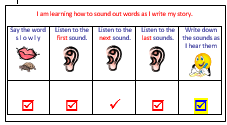 I am learning how to sound out words as I write my story.
Say the word
s l o w l y
Listen to the
first sound.
Listen to the
next sound.
Listen to the
last sounds.
Write down
the sounds as
I hear them